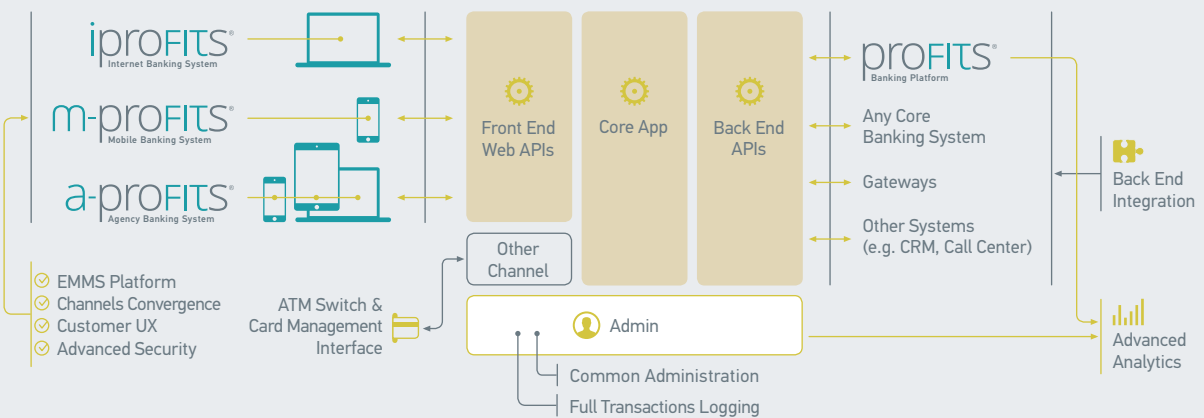 iproFITs®
Internet Banking System
m-proFITs®
Mobile Banking System
a-proFITs®
Agency Banking System
EMMS Platform
Channels Convergence
Customer UX
Advanced Security
ATM Switch &
Card Management
Interface
Front End
Web APIs
Core App
Back End
APIs
Other
Channel
Admin
Common Administration
Full Transactions Logging
proFITs®
Banking Platform
Any Core
Banking System
Gateways
Other Systems
(e.g. CRM, Call Center)
Back End
Integration
Advanced
Analytics